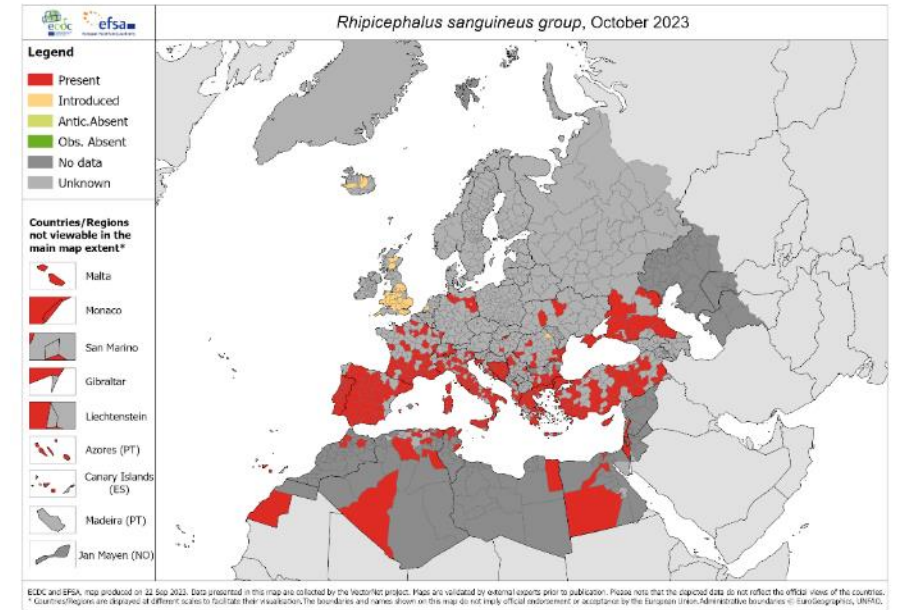 ecdc
efsa
Rhipicephalus sanguineus group, October 2023
Legend
Present
Introduced
Antic.Absent
Obs. Absent
No data
Unknown
Countries/Regions
not viewable in the
main map extent*
Malta
Monaco
San Marino
Gibraltar
Liechtenstein
Azores (PT)
Canary Islands
(ES)
Madeira (PT)
Jan Mayen (NO)
ECDC and EFSA, map produced on 22 Sep 2023. Data presented in this map are collected by the VectorNet project. Maps are validated by external experts prior to publication. Please note that the depicted data do not reflect the official views of the countries.
* Countries/Regions are displayed at different scales to facilitate their visualisation. The boundaries and names shown on this map do not imply official endorsement or acceptance by the European Union. Administrative boundaries © EuroGeographics, UNFAO.